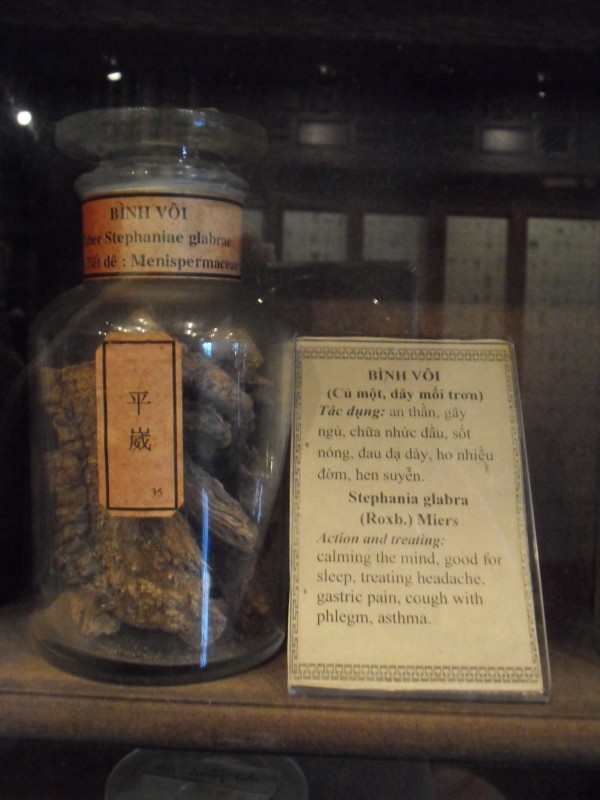 BÌNH VÔI
Stephaniae glabrae
Tiết dê : Menispermaceae
平
崴
35
BÌNH VÔI
(Củ một, dây mối trơn)
Tác dụng: an thần, gây
ngủ, chữa nhức đầu, sốt
nóng, đau dạ dày, ho nhiều
đờm, hen suyễn.
Stephania glabra
(Roxb.) Miers
Action and treating:
calming the mind, good for
sleep, treating headache,
gastric pain, cough with
phlegm, asthma.